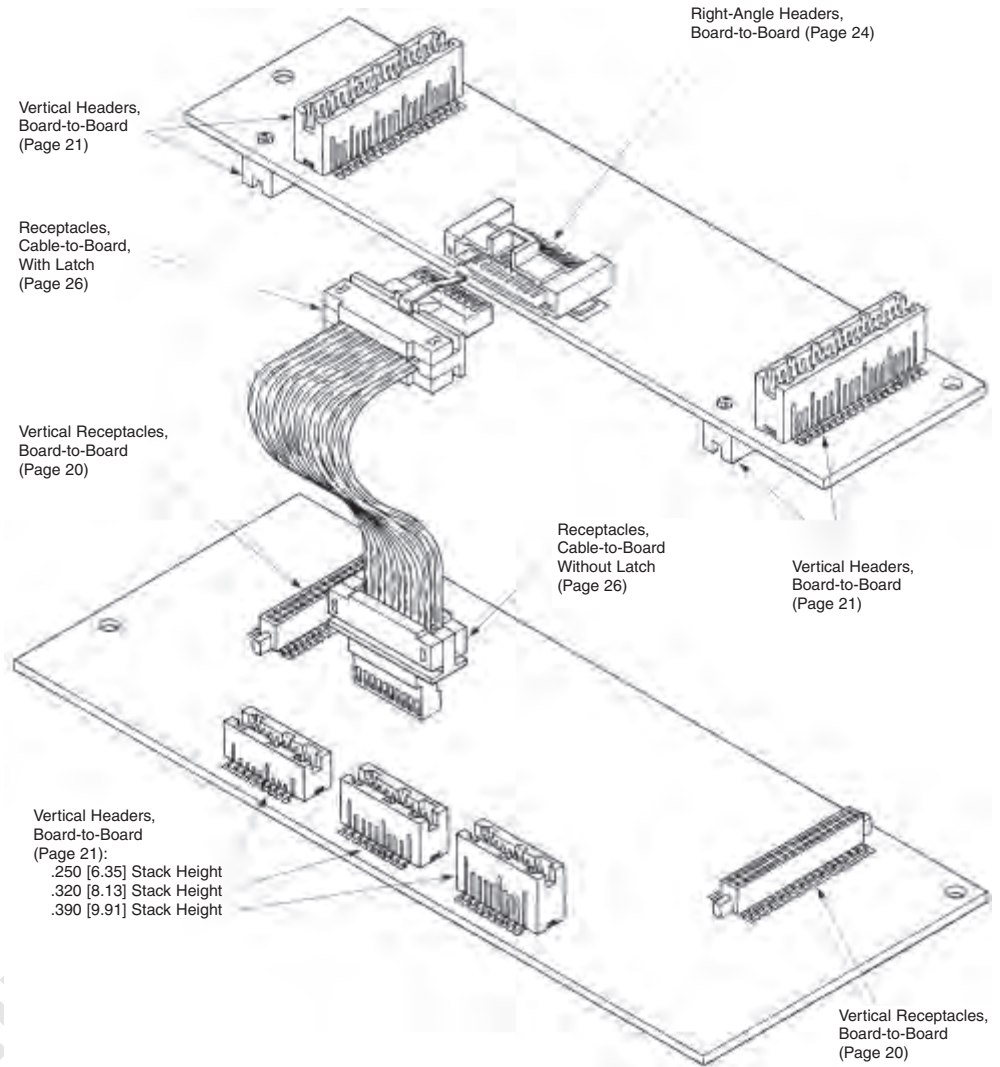 Right-Angle Headers,
Board-to-Board (Page 24)
Vertical Headers,
Board-to-Board
(Page 21)
Receptacles,
Cable-to-Board,
With Latch
(Page 26)
Vertical Receptacles,
Board-to-Board
(Page 20)
Receptacles,
Cable-to-Board
Without Latch
(Page 26)
Vertical Headers,
Board-to-Board
(Page 21)
Vertical Headers,
Board-to-Board
(Page 21):
.250 [6.35] Stack Height
.320 [8.13] Stack Height
.390 [9.91] Stack Height
Vertical Receptacles,
Board-to-Board
(Page 20)